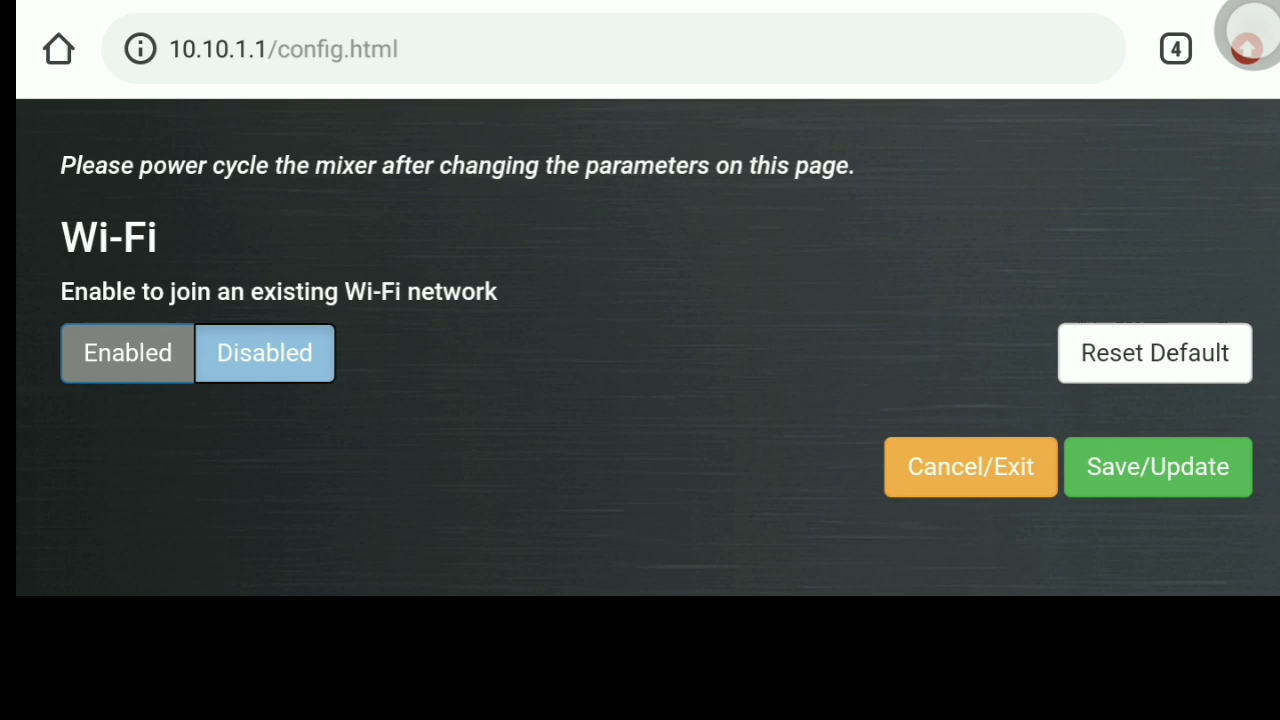 10.10.1.1/config.html
4
Please power cycle the mixer after changing the parameters on this page.
Wi-Fi
Enable to join an existing Wi-Fi network
Enabled Disabled Reset Default
Cancel/Exit Save/Update